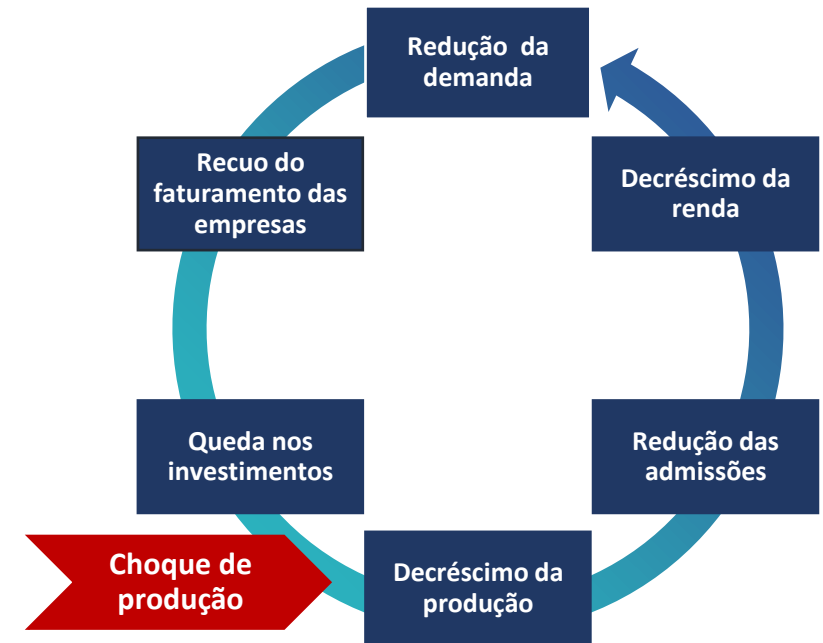 Redução da
demanda
Recuo do
faturamento das
empresas
Decréscimo da
renda
Queda nos
investimentos
Redução das
admissões
Choque de
produção
Decréscimo da
produção